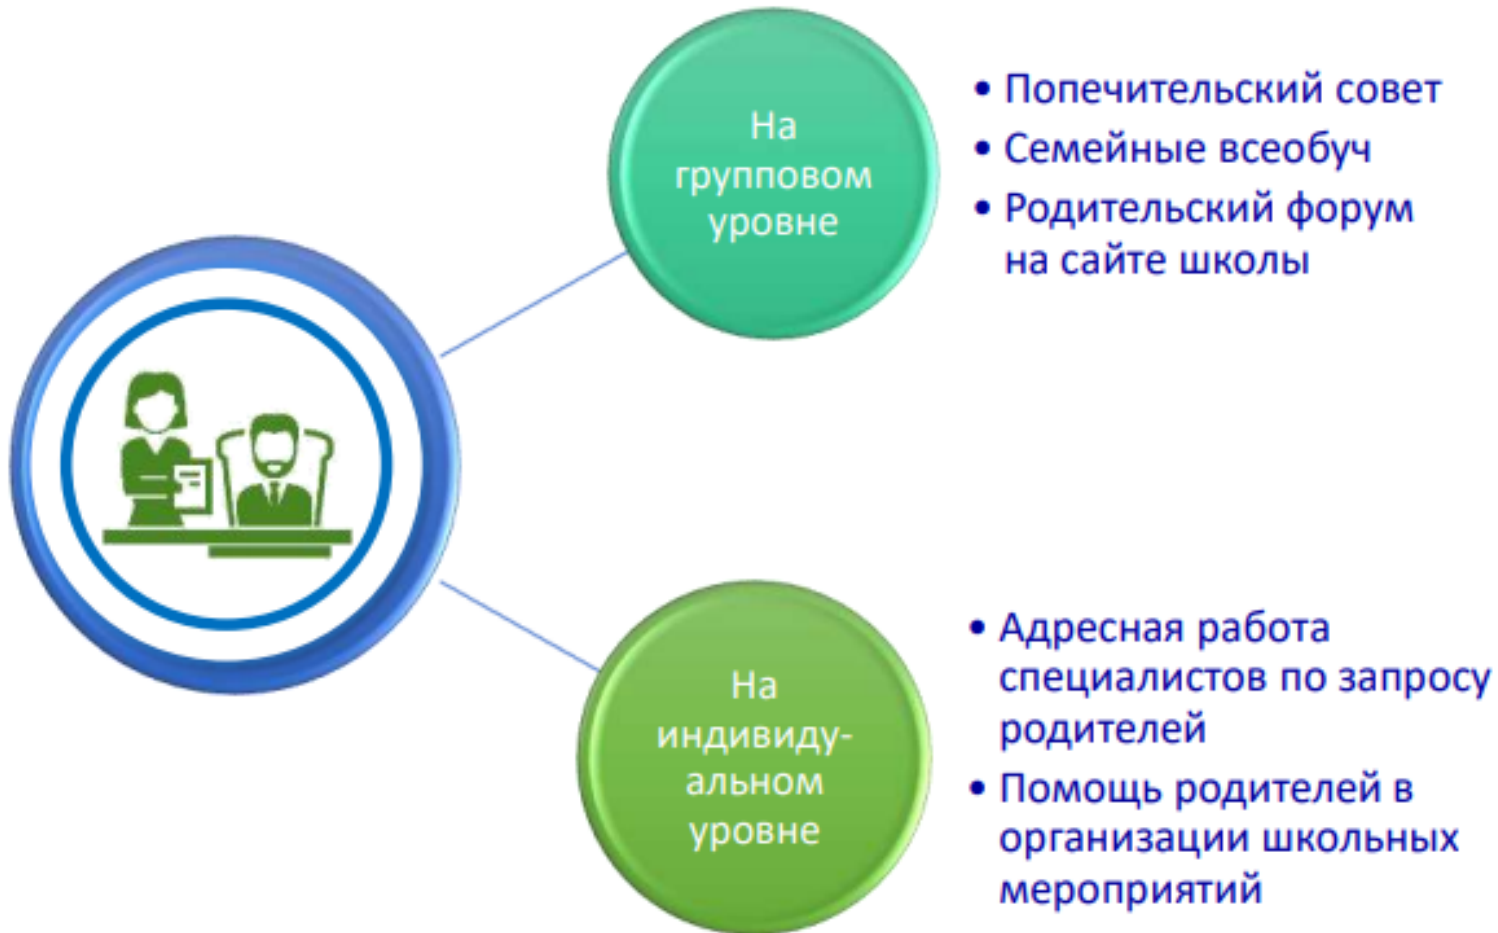 На
групповом
уровне
• Попечительский совет
• Семейные всеобуч
• Родительский форум
на сайте школы
На
индивиду-
альном
уровне
• Адресная работа
специалистов по запросу
родителей
• Помощь родителей в
организации школьных
мероприятий